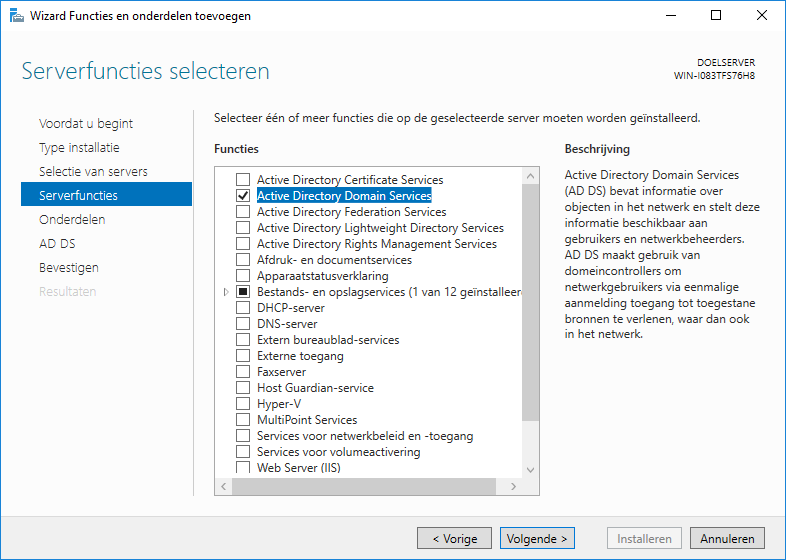 Wizard Functies en onderdelen toevoegen
Serverfuncties selecteren
DOELSERVER
WIN-I083TFS76H8
Voordat u begint
Type installatie
Selectie van servers
Serverfuncties
Onderdelen
AD DS
Bevestigen
Resultaten
Selecteer één of meer functies die op de geselecteerde server moeten worden geïnstalleerd.
Functies
Active Directory Certificate Services
Active Directory Domain Services
Active Directory Federation Services
Active Directory Lightweight Directory Services
Active Directory Rights Management Services
Afdruk- en documentservices
Apparaatstatusverklaring
Bestands- en opslagservices (1 van 12 geïnstalleer
DHCP-server
DNS-server
Extern bureaublad-services
Externe toegang
Faxserver
Host Guardian-service
Hyper-V
MultiPoint Services
Services voor netwerkbeleid en -toegang
Services voor volumeactivering
Web Server (IIS)
Beschrijving
Active Directory Domain Services
(AD DS) bevat informatie over
objecten in het netwerk en stelt deze
informatie beschikbaar aan
gebruikers en netwerkbeheerders.
AD DS maakt gebruik van
domeincontrollers om
netwerkgebruikers via eenmalige
aanmelding toegang tot toegestane
bronnen te verlenen, waar dan ook
in het netwerk.
< Vorige
Volgende >
Installeren
Annuleren